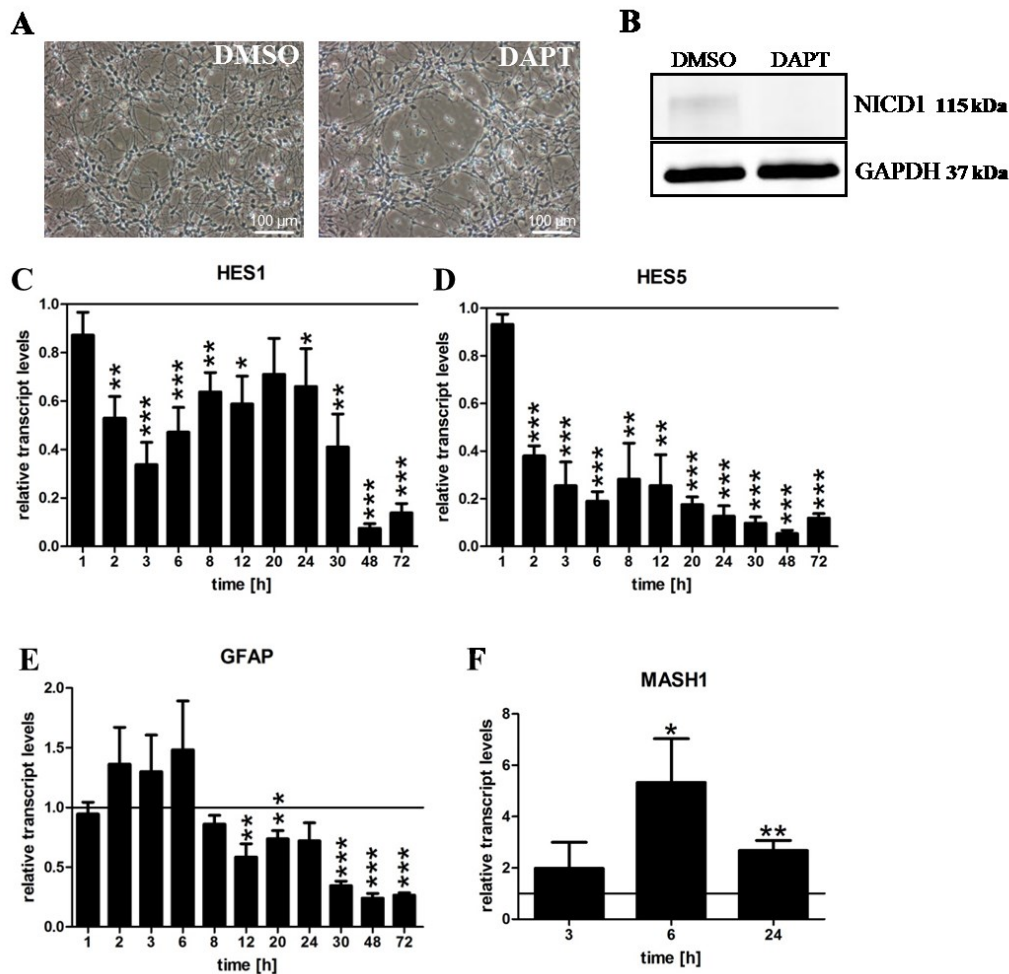 A
DMSO
DAPT
100 µm
100 µm
B
DMSO DAPT
NICD1 115 kDa
GAPDH 37 kDa
C
HES1
relative transcript levels
1.0
0.8
0.6
0.4
0.2
0.0
** *** *** ** * * ** *** ***
1 2 3 6 8 12 20 24 30 48 72
time [h]
D
HES5
relative transcript levels
1.0
0.8
0.6
0.4
0.2
0.0
*** *** *** ** ** *** *** *** *** ***
1 2 3 6 8 12 20 24 30 48 72
time [h]
E
GFAP
relative transcript levels
2.0
1.5
1.0
0.5
0.0
** ** *** *** ***
1 2 3 6 8 12 20 24 30 48 72
time [h]
F
MASH1
relative transcript levels
8
6
4
2
0
* **
3 6 24
time [h]